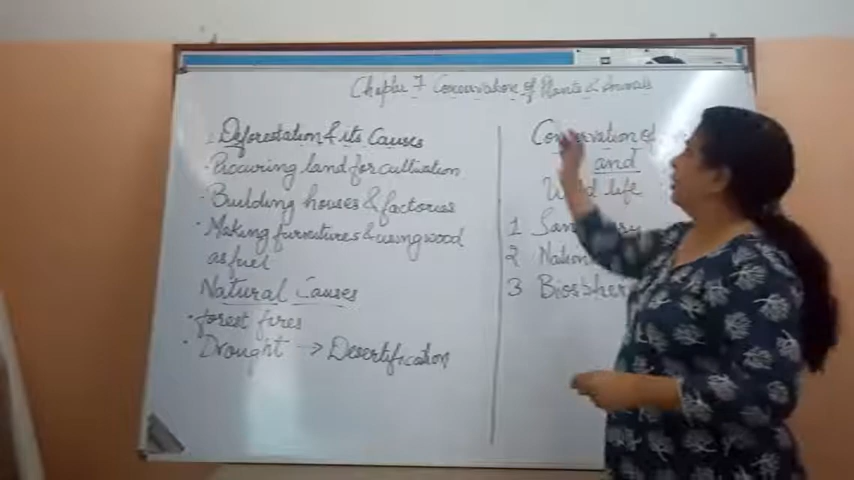 Chapter 7 Conservation of Plants & Animals
Deforestation & its Causes
Procuring land for cultivation
Building houses & factories
Making furnitures & using wood
as fuel
Natural Causes
forest fires
Drought → Desertification
Conservation of
and
Wild life
1
2
3